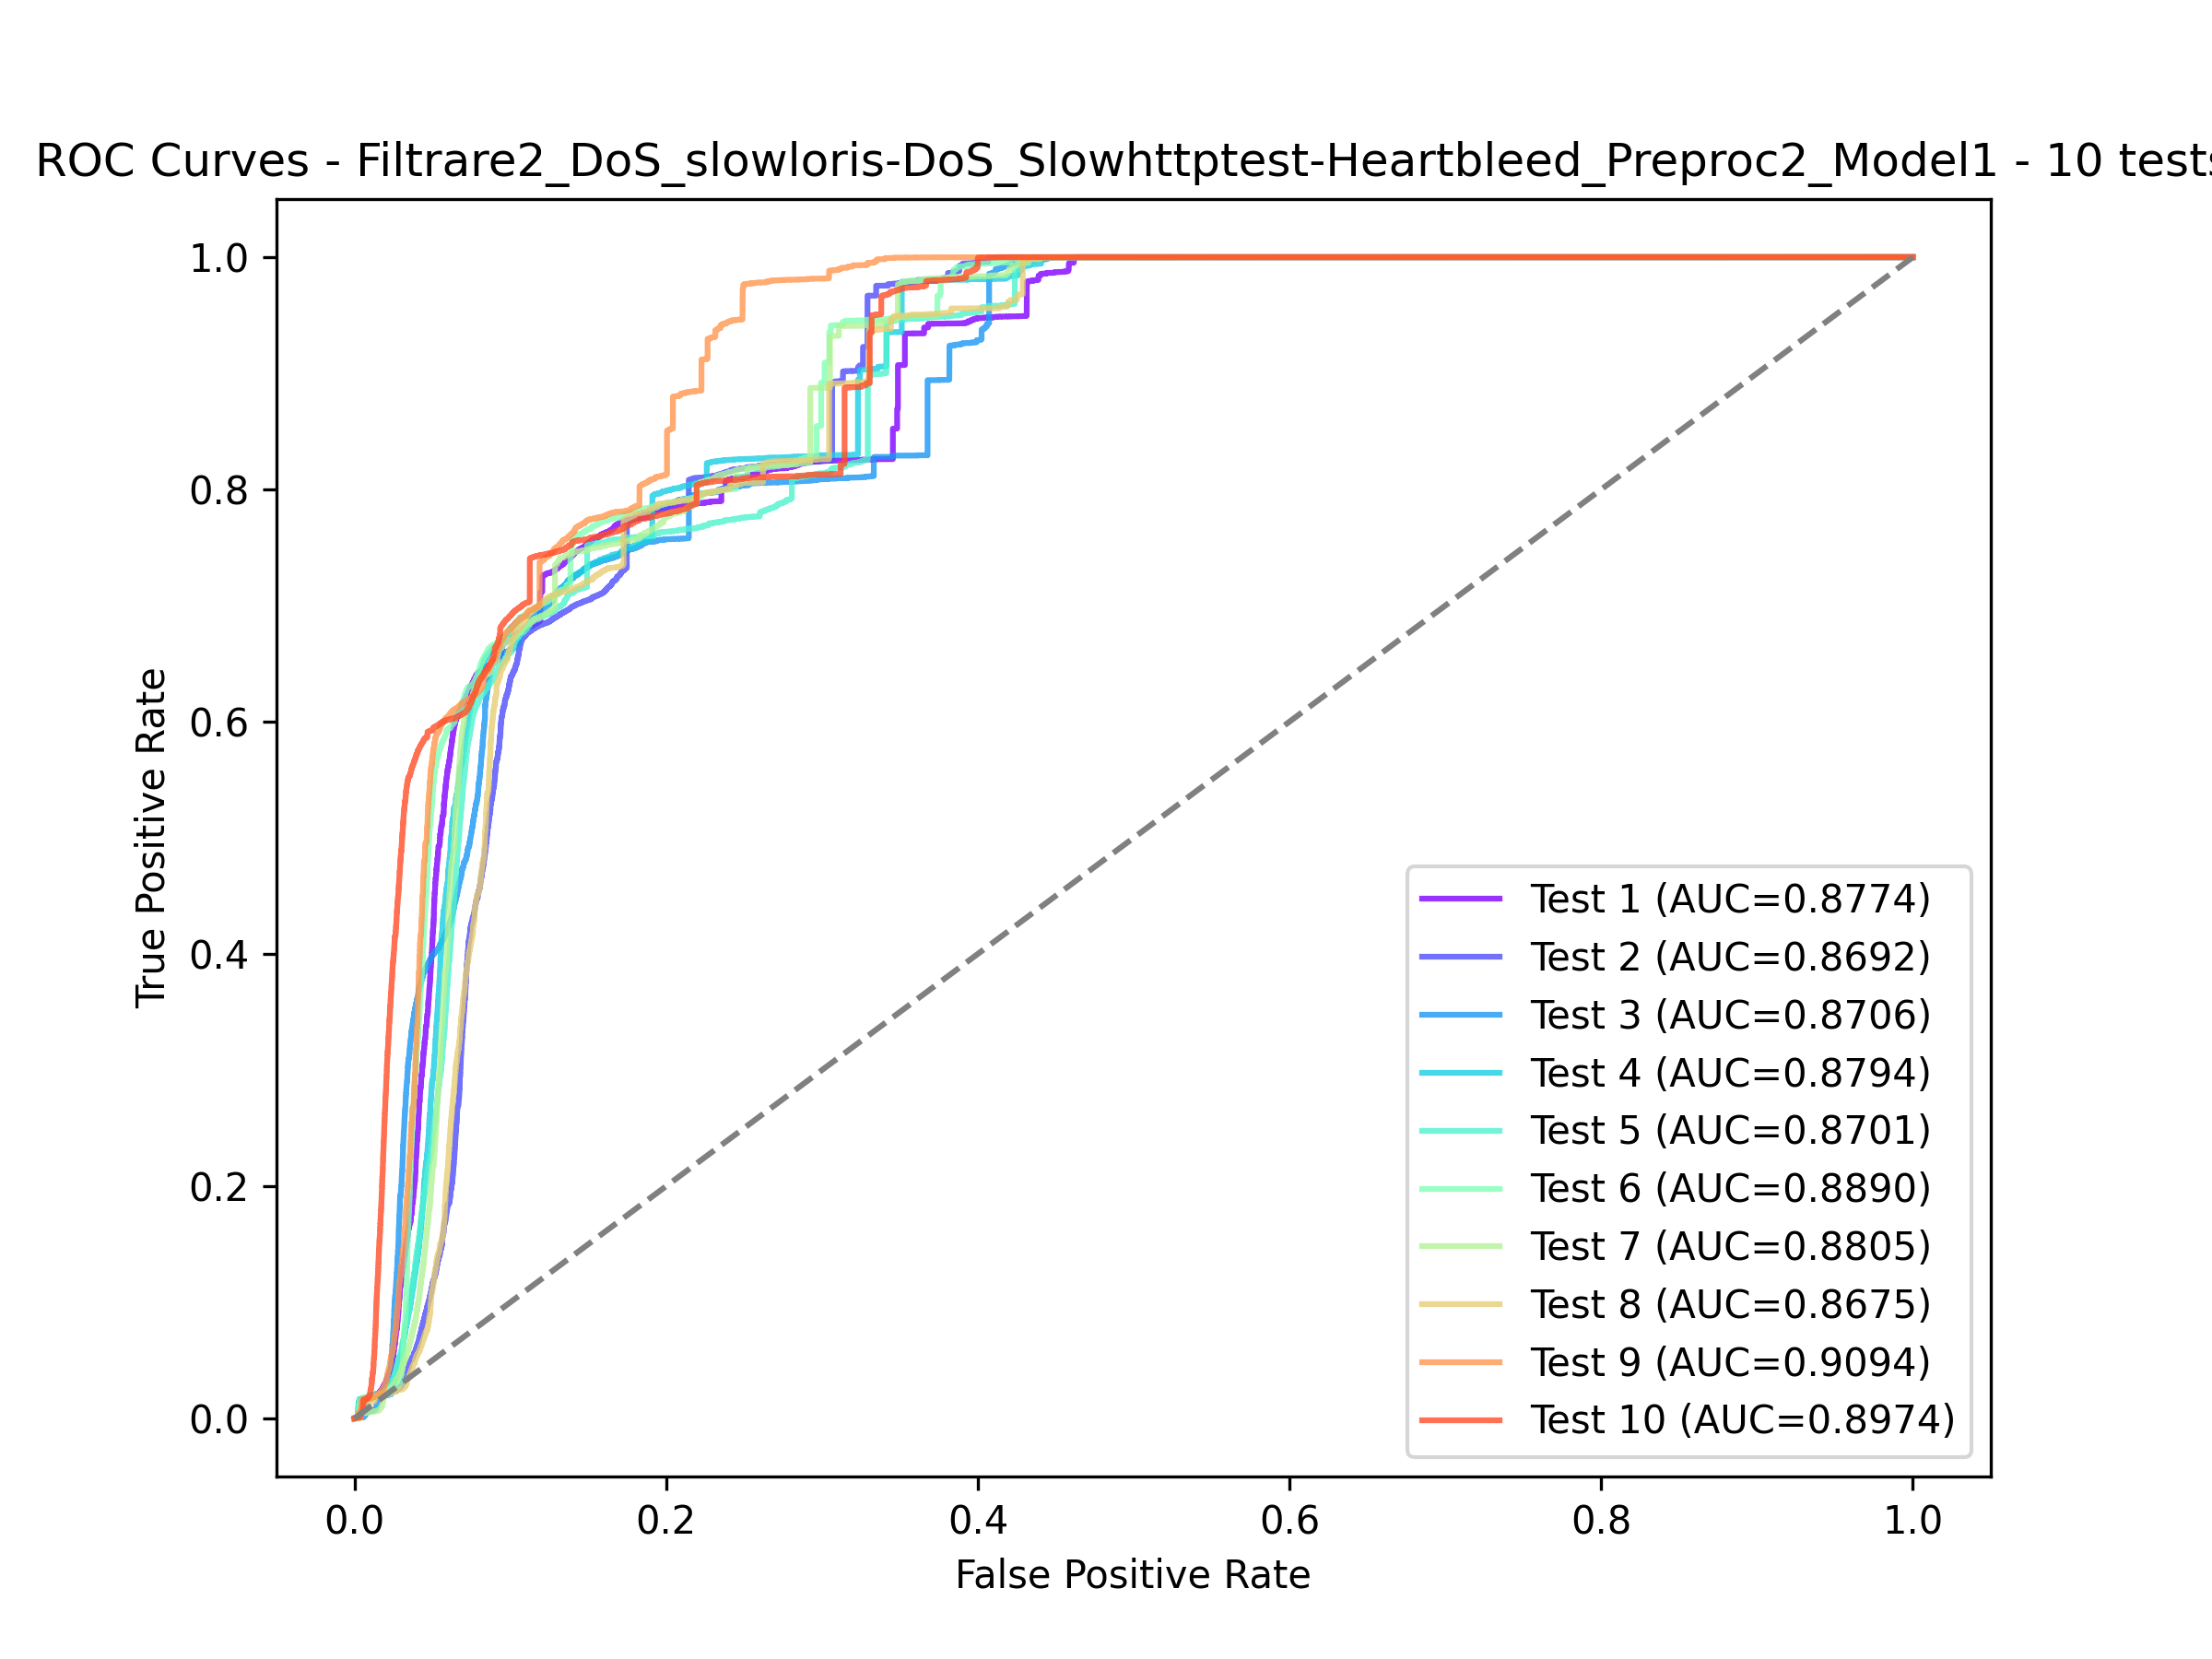 ROC Curves - Filtrare2_DoS_slowloris-DoS_Slowhttptest-Heartbleed_Preproc2_Model1 - 10 tests
1.0
0.8
0.6
0.4
0.2
0.0
True Positive Rate
Test 1 (AUC=0.8774)
Test 2 (AUC=0.8692)
Test 3 (AUC=0.8706)
Test 4 (AUC=0.8794)
Test 5 (AUC=0.8701)
Test 6 (AUC=0.8890)
Test 7 (AUC=0.8805)
Test 8 (AUC=0.8675)
Test 9 (AUC=0.9094)
Test 10 (AUC=0.8974)
0.0 0.2 0.4 0.6 0.8 1.0
False Positive Rate